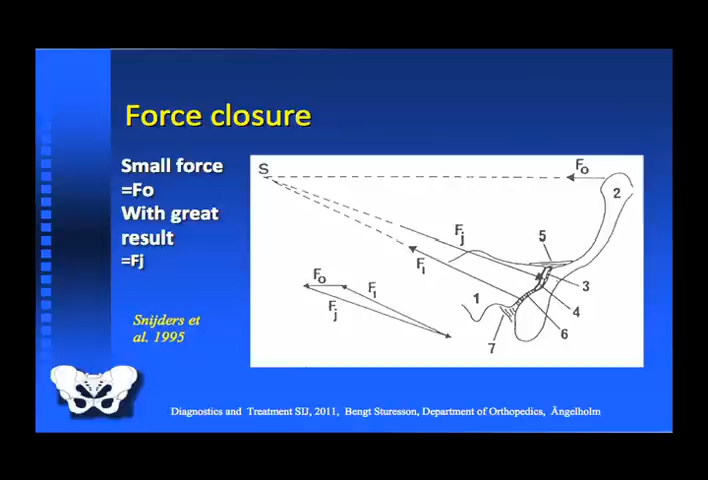 Force closure
Small force
=Fo
With great
result
=Fj
Snijders et
al. 1995
S
Fo
2
Fj
5
Fi
3
1
4
6
7
Fo
Fi
Fj
Diagnostics and Treatment SIJ, 2011, Bengt Sturesson, Department of Orthopedics, Ängelholm